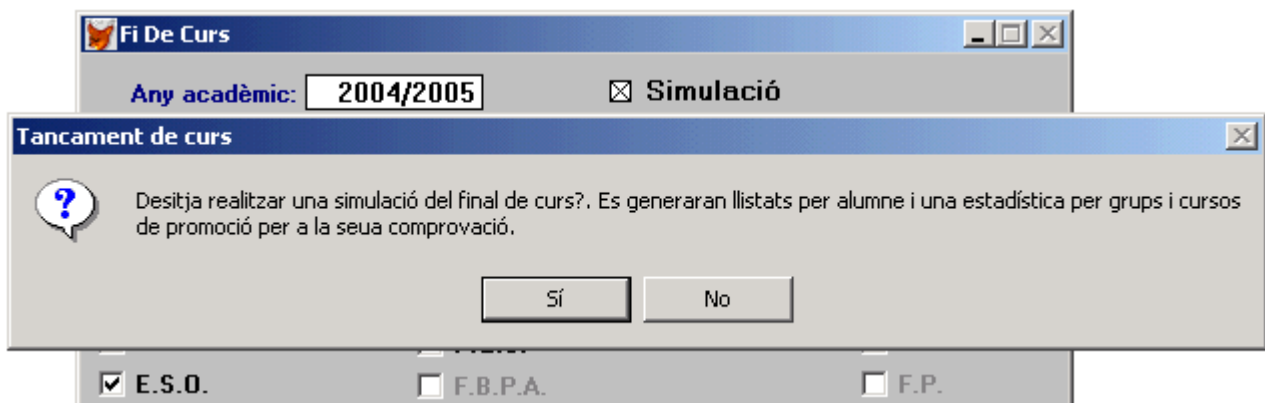 Fi De Curs
Any acadèmic: 2004/2005 Simulació
Tancament de curs
Desitja realitzar una simulació del final de curs?. Es generaran llistats per alumne i una estadística per grups i cursos
de promoció per a la seua comprovació.
Sí No
E.S.O. F.B.P.A. F.P.